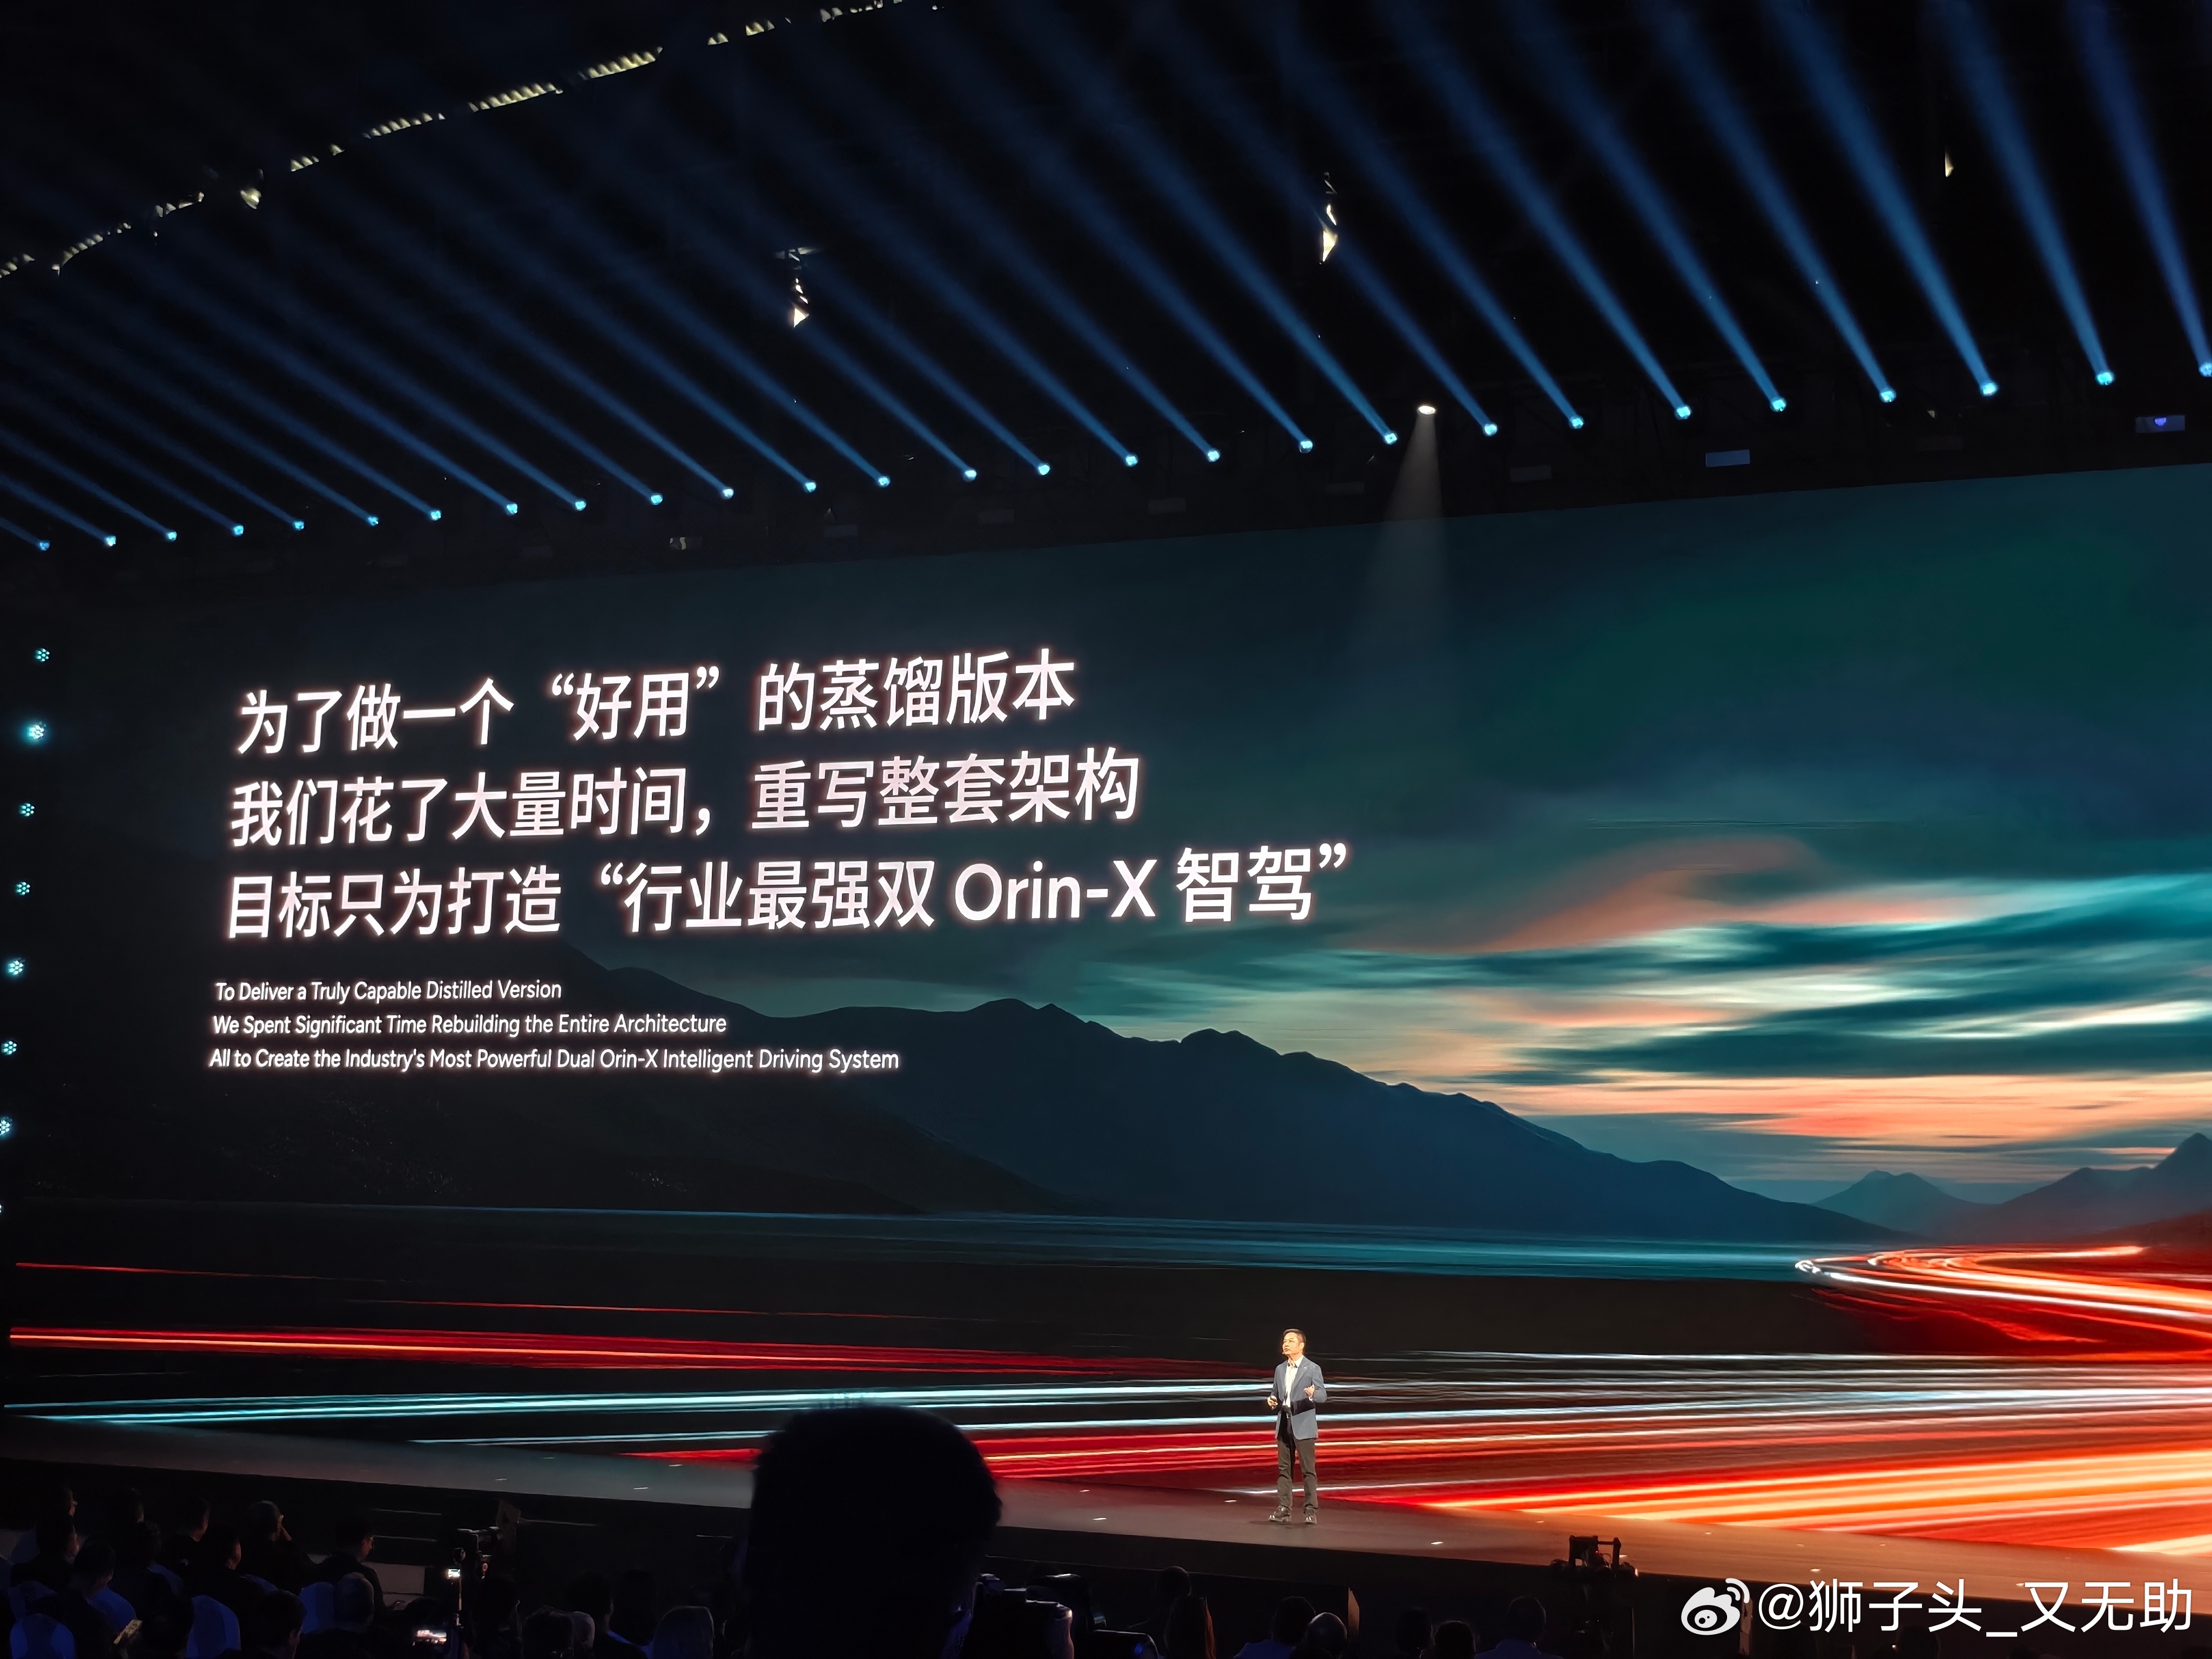 为了做一个“好用”的蒸馏版本
我们花了大量时间，重写整套架构
目标只为打造“行业最强双 Orin-X 智驾”
To Deliver a Truly Capable Distilled Version
We Spent Significant Time Rebuilding the Entire Architecture
All to Create the Industry's Most Powerful Dual Orin-X Intelligent Driving System
@狮子头_又无助